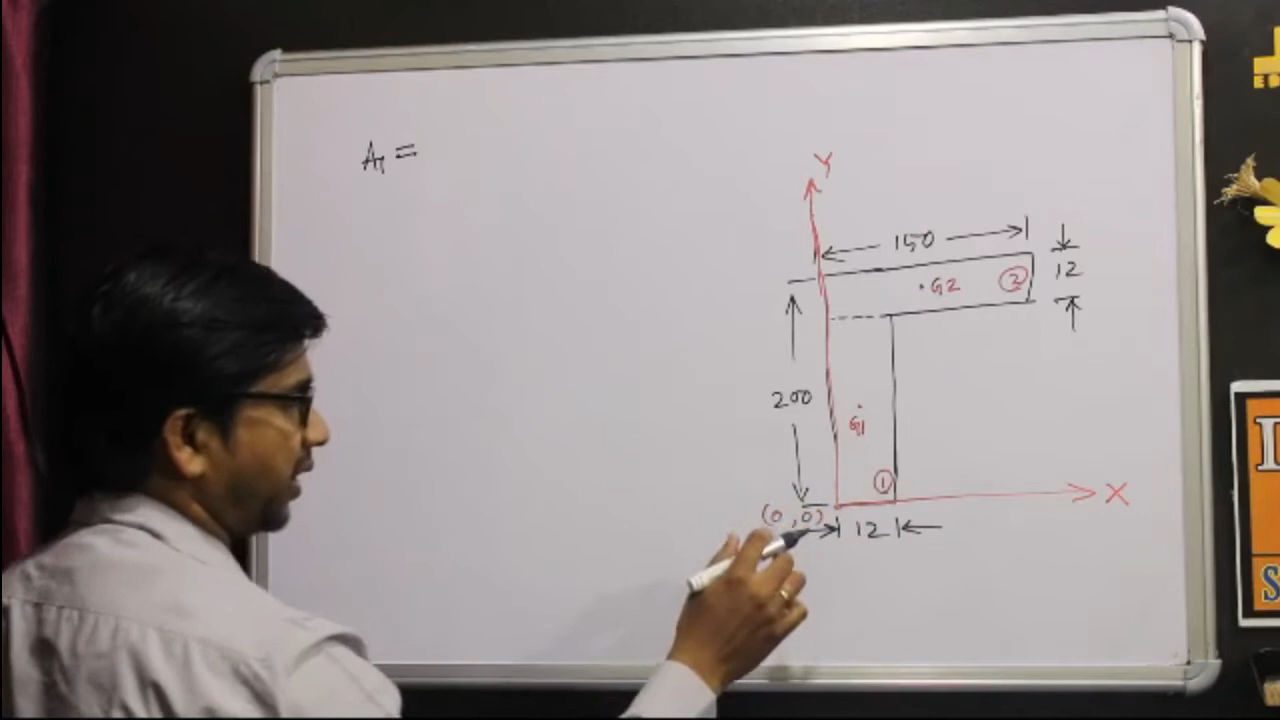 A₁ =
Y
150
12
.G2 ②
200
G1
①
(0,0)
X
12